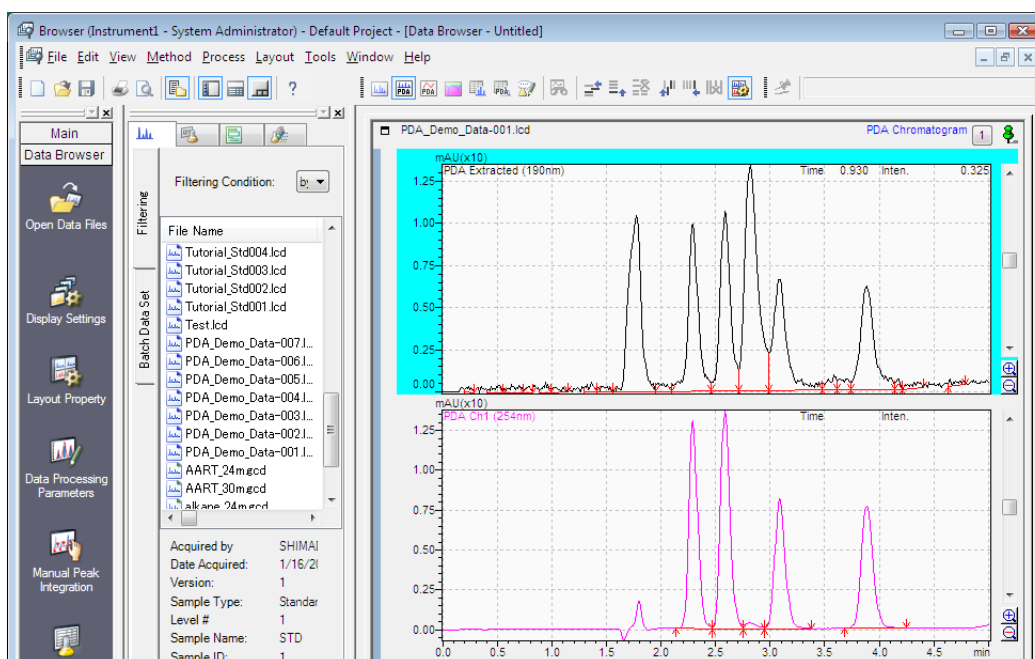 Browser (Instrument1 - System Administrator) - Default Project - [Data Browser - Untitled]
File Edit View Method Process Layout Tools Window Help
Main
Data Browser
Open Data Files
Display Settings
Layout Property
Data Processing
Parameters
Manual Peak
Integration
Filtering
Batch Data Set
Filtering Condition:
File Name
Tutorial_Std004.lcd
Tutorial_Std003.lcd
Tutorial_Std002.lcd
Tutorial_Std001.lcd
Test.lcd
PDA_Demo_Data-007.l...
PDA_Demo_Data-006.l...
PDA_Demo_Data-005.l...
PDA_Demo_Data-004.l...
PDA_Demo_Data-003.l...
PDA_Demo_Data-002.l...
PDA_Demo_Data-001.l...
AART_24m.gcd
AART_30m.gcd
alkane_24m.gcd
Acquired by SHIMA
Date Acquired: 1/16/2
Version: 1
Sample Type: Standar
Level # 1
Sample Name: STD
Sample ID: 1
PDA_Demo_Data-001.lcd PDA Chromatogram 1
mAU(x10)
PDA Extracted (190nm) Time 0.930 Inten. 0.325
1.25
1.00
0.75
0.50
0.25
0.00
mAU(x10)
PDA Ch1 (254nm) Time Inten.
1.00
0.75
0.50
0.25
0.00
0.0 0.5 1.0 1.5 2.0 2.5 3.0 3.5 4.0 4.5 min